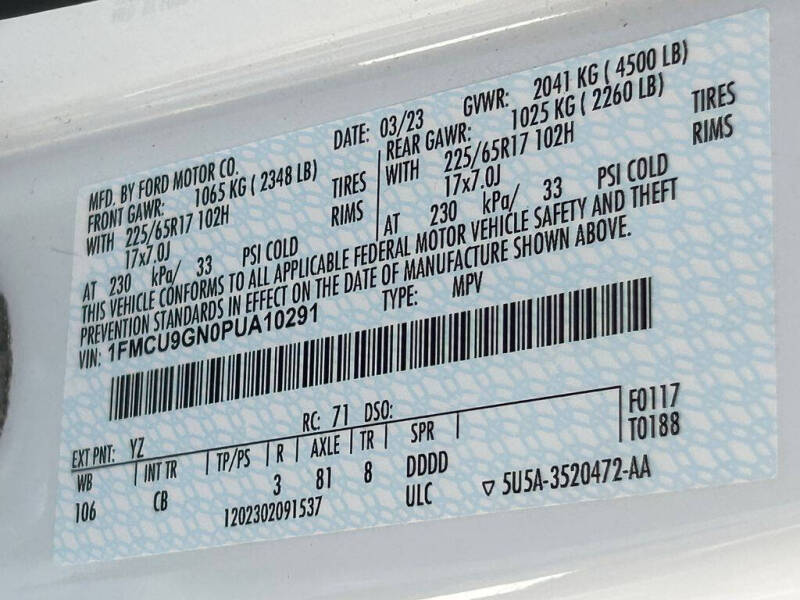 MFD. BY FORD MOTOR CO.
DATE: 03/23
GVWR: 2041 KG ( 4500 LB)
FRONT GAWR: 1065 KG ( 2348 LB)
WITH 225/65R17 102H TIRES
17x7.0J RIMS
AT 230 kPa/ 33 PSI COLD
REAR GAWR: 1025 KG ( 2260 LB)
WITH 225/65R17 102H TIRES
17x7.0J RIMS
AT 230 kPa/ 33 PSI COLD
THIS VEHICLE CONFORMS TO ALL APPLICABLE FEDERAL MOTOR VEHICLE SAFETY AND THEFT
PREVENTION STANDARDS IN EFFECT ON THE DATE OF MANUFACTURE SHOWN ABOVE.
VIN: 1FMCU9GN0PUA10291 TYPE: MPV
EXT PNT: YZ RC: 71 DSO: F0117
WB INT TR TP/PS R AXLE TR SPR T0188
106 CB 3 81 8 DDDD
1202302091537 ULC ▽ 5U5A-3520472-AA